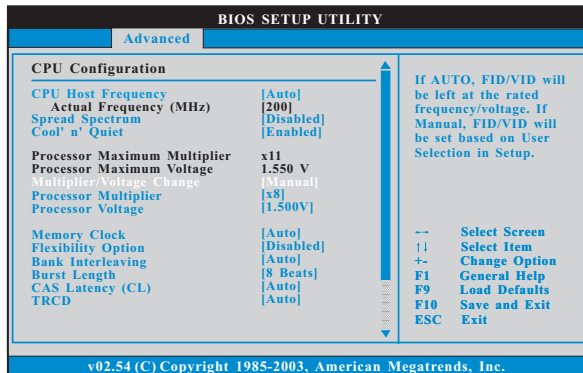 BIOS SETUP UTILITY
Advanced
CPU Configuration
CPU Host Frequency [Auto]
Actual Frequency (MHz) [200]
Spread Spectrum [Disabled]
Cool' n' Quiet [Enabled]
Processor Maximum Multiplier x11
Processor Maximum Voltage 1.550 V
Multiplier/Voltage Change [Manual]
Processor Multiplier [x8]
Processor Voltage [1.500V]
Memory Clock [Auto]
Flexibility Option [Disabled]
Bank Interleaving [Auto]
Burst Length [8 Beats]
CAS Latency (CL) [Auto]
TRCD [Auto]
If AUTO, FID/VID will
be left at the rated
frequency/voltage. If
Manual, FID/VID will
be set based on User
Selection in Setup.
←→ Select Screen
↑↓ Select Item
+- Change Option
F1 General Help
F9 Load Defaults
F10 Save and Exit
ESC Exit
v02.54 (C) Copyright 1985-2003, American Megatrends, Inc.